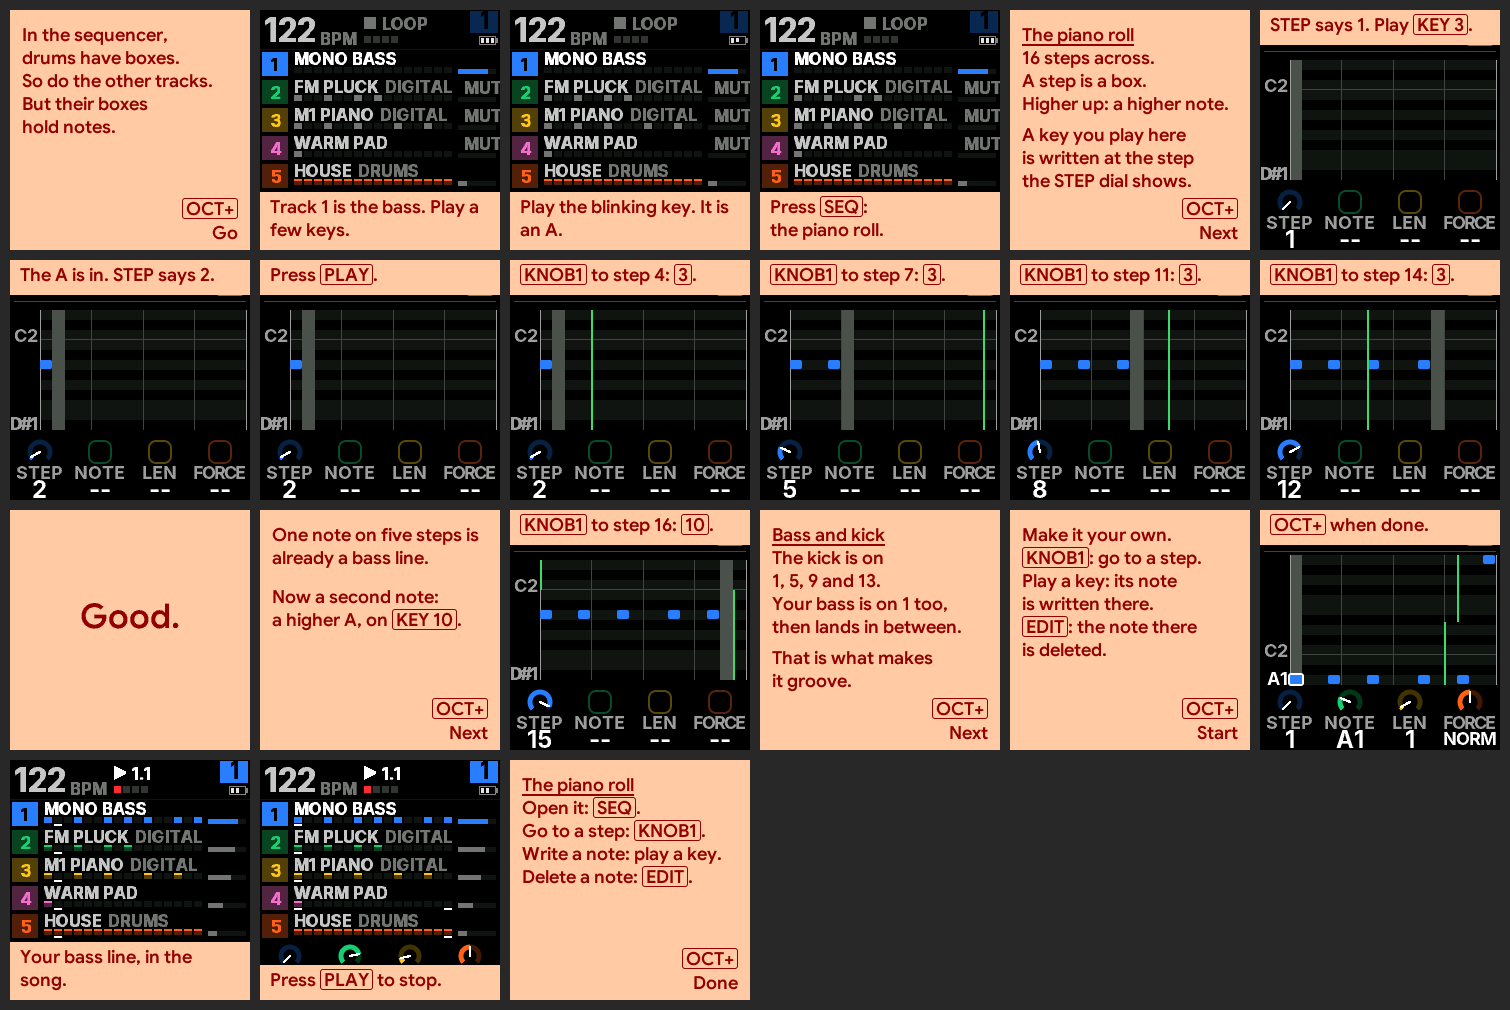 In the sequencer,
drums have boxes.
So do the other tracks.
But their boxes
hold notes.
OCT+
Go
122 BPM LOOP 1
1 MONO BASS
2 FM PLUCK DIGITAL MUT
3 M1 PIANO DIGITAL MUT
4 WARM PAD MUT
5 HOUSE DRUMS
Track 1 is the bass. Play a
few keys.
122 BPM LOOP 1
1 MONO BASS
2 FM PLUCK DIGITAL MUT
3 M1 PIANO DIGITAL MUT
4 WARM PAD MUT
5 HOUSE DRUMS
Play the blinking key. It is
an A.
122 BPM LOOP 1
1 MONO BASS
2 FM PLUCK DIGITAL MUT
3 M1 PIANO DIGITAL MUT
4 WARM PAD MUT
5 HOUSE DRUMS
Press SEQ:
the piano roll.
The piano roll
16 steps across.
A step is a box.
Higher up: a higher note.
A key you play here
is written at the step
the STEP dial shows.
OCT+
Next
STEP says 1. Play KEY 3.
C2
D#1
STEP NOTE LEN FORCE
1 -- -- --
The A is in. STEP says 2.
C2
D#1
STEP NOTE LEN FORCE
2 -- -- --
Press PLAY.
C2
D#1
STEP NOTE LEN FORCE
2 -- -- --
KNOB1 to step 4: 3.
C2
D#1
STEP NOTE LEN FORCE
2 -- -- --
KNOB1 to step 7: 3.
C2
D#1
STEP NOTE LEN FORCE
5 -- -- --
KNOB1 to step 11: 3.
C2
D#1
STEP NOTE LEN FORCE
8 -- -- --
KNOB1 to step 14: 3.
C2
D#1
STEP NOTE LEN FORCE
12 -- -- --
Good.
One note on five steps is
already a bass line.
Now a second note:
a higher A, on KEY 10.
OCT+
Next
KNOB1 to step 16: 10.
C2
D#1
STEP NOTE LEN FORCE
15 -- -- --
Bass and kick
The kick is on
1, 5, 9 and 13.
Your bass is on 1 too,
then lands in between.
That is what makes
it groove.
OCT+
Next
Make it your own.
KNOB1: go to a step.
Play a key: its note
is written there.
EDIT: the note there
is deleted.
OCT+
Start
OCT+ when done.
C2
A1
STEP NOTE LEN FORCE
1 A1 1 NORM
122 BPM 1.1 1
1 MONO BASS
2 FM PLUCK DIGITAL
3 M1 PIANO DIGITAL
4 WARM PAD
5 HOUSE DRUMS
Your bass line, in the
song.
122 BPM 1.1 1
1 MONO BASS
2 FM PLUCK DIGITAL
3 M1 PIANO DIGITAL
4 WARM PAD
5 HOUSE DRUMS
Press PLAY to stop.
The piano roll
Open it: SEQ.
Go to a step: KNOB1.
Write a note: play a key.
Delete a note: EDIT.
OCT+
Done